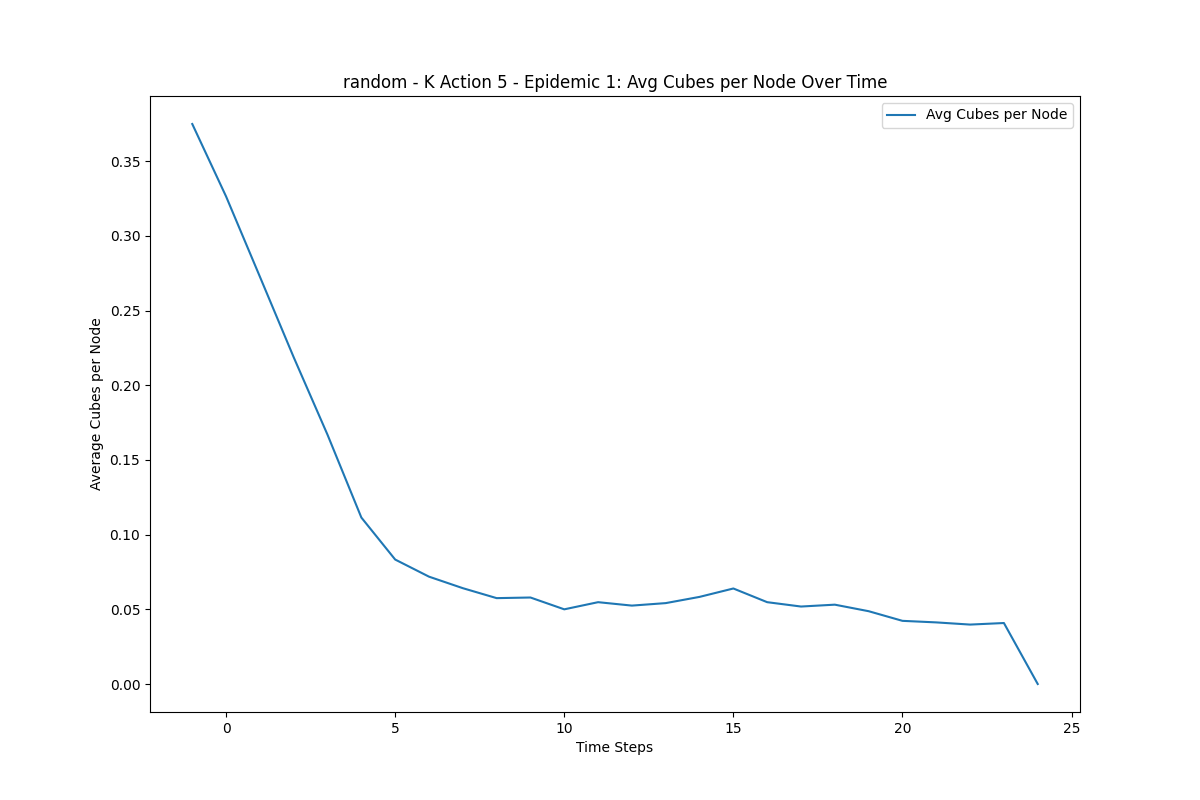 random - K Action 5 - Epidemic 1: Avg Cubes per Node Over Time
Avg Cubes per Node
Average Cubes per Node
0.35
0.30
0.25
0.20
0.15
0.10
0.05
0.00
0 5 10 15 20 25
Time Steps